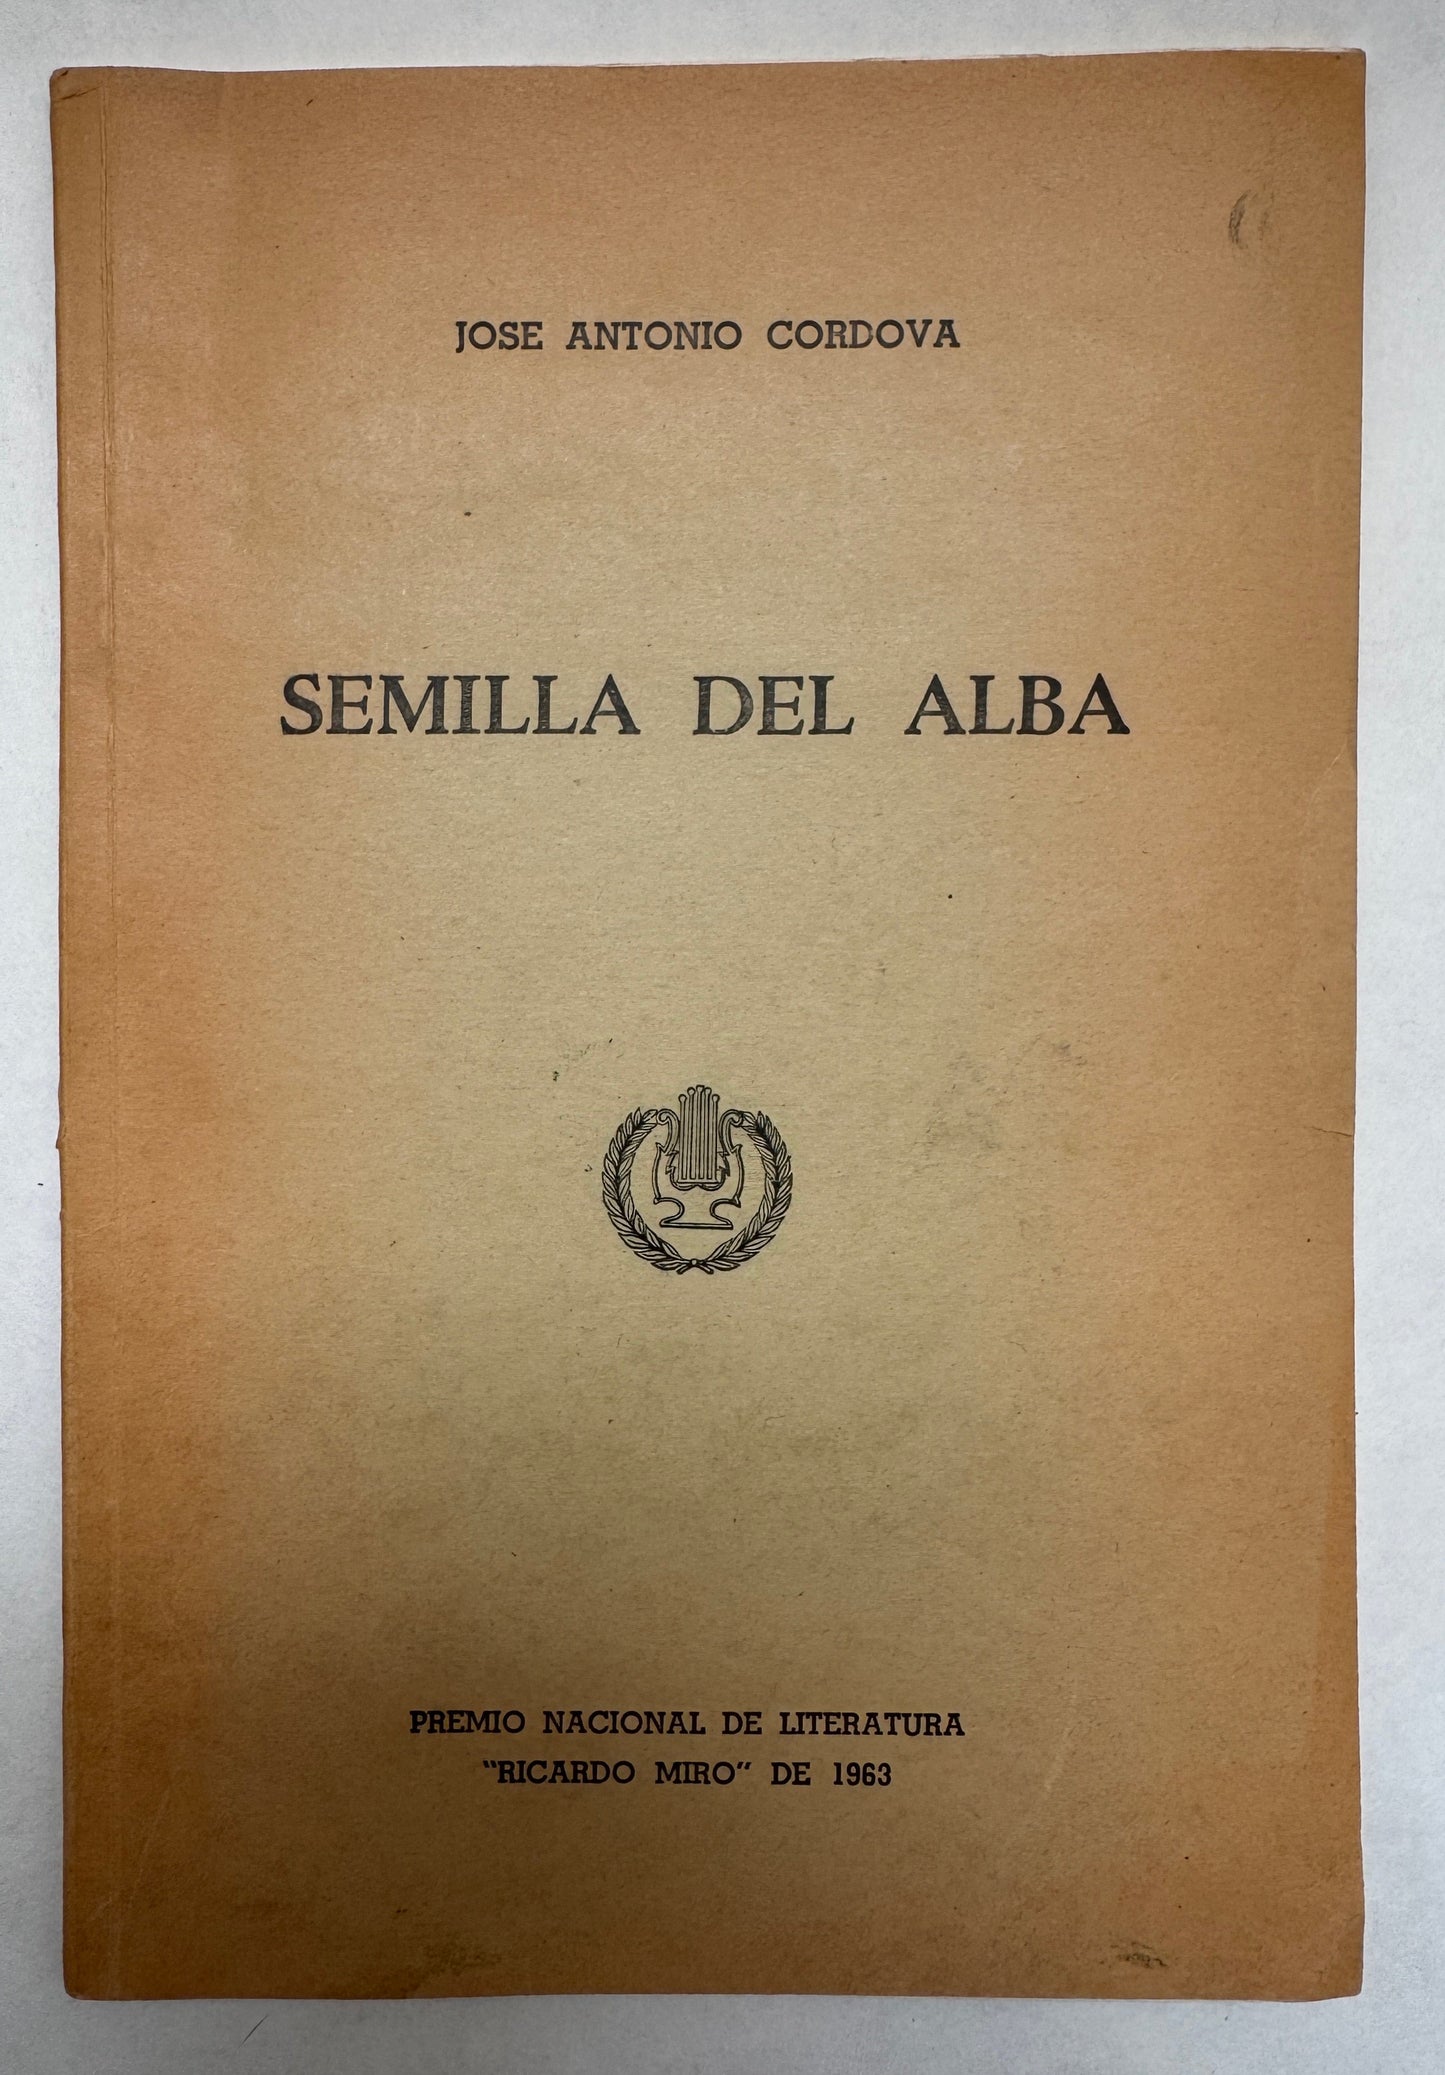 JOSE ANTONIO CORDOVA
SEMILLA DEL ALBA
PREMIO NACIONAL DE LITERATURA
"RICARDO MIRO" DE 1963